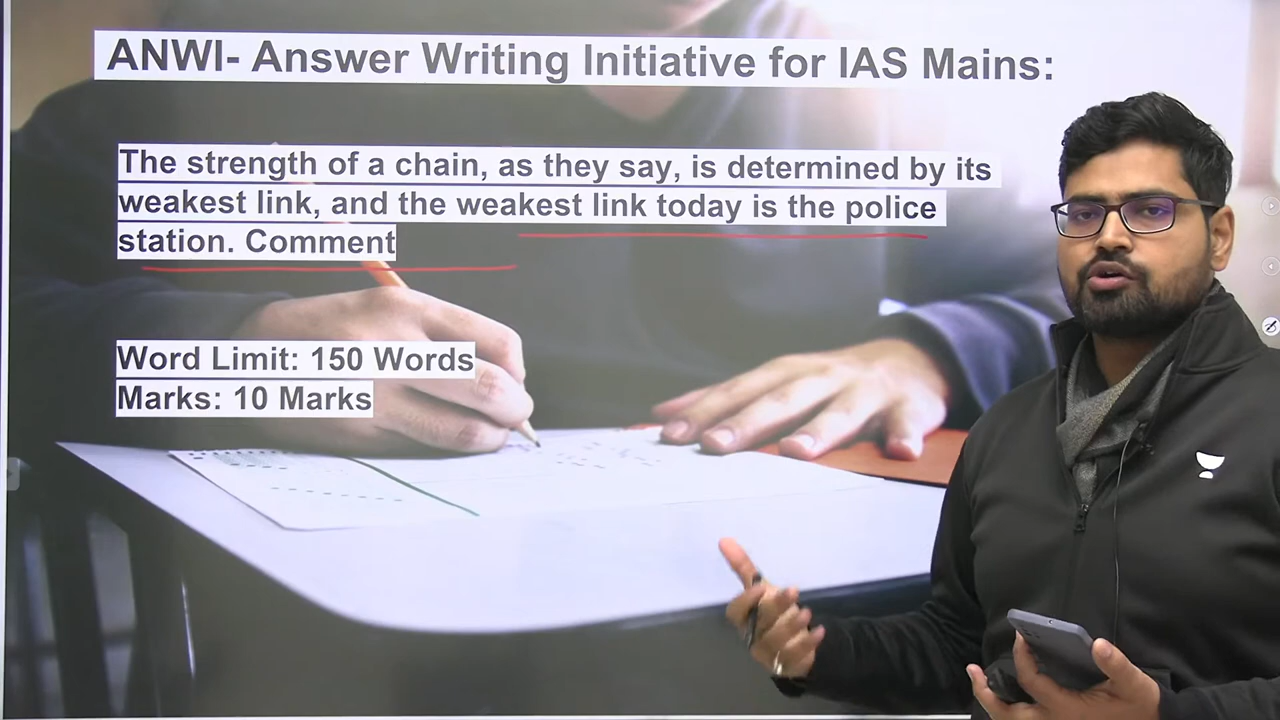 ANWI- Answer Writing Initiative for IAS Mains:
The strength of a chain, as they say, is determined by its
weakest link, and the weakest link today is the police
station. Comment
Word Limit: 150 Words
Marks: 10 Marks